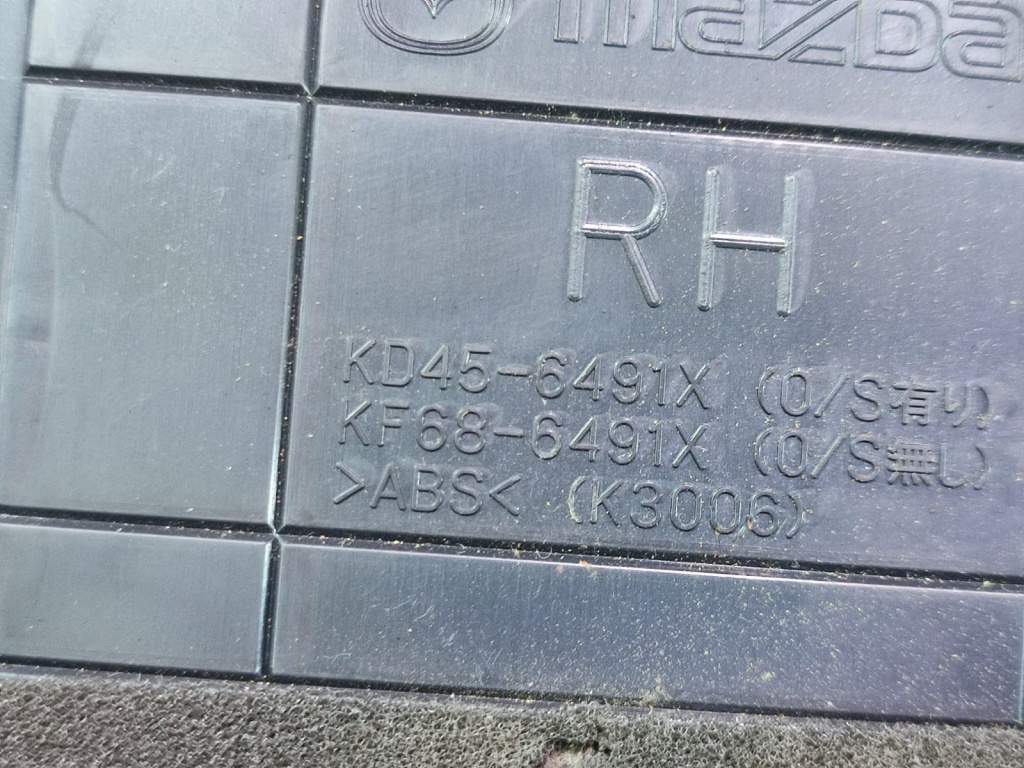 mazda
RH
KD45-6491X (O/S有り)
KF68-6491X (O/S無し)
>ABS< (K3006)